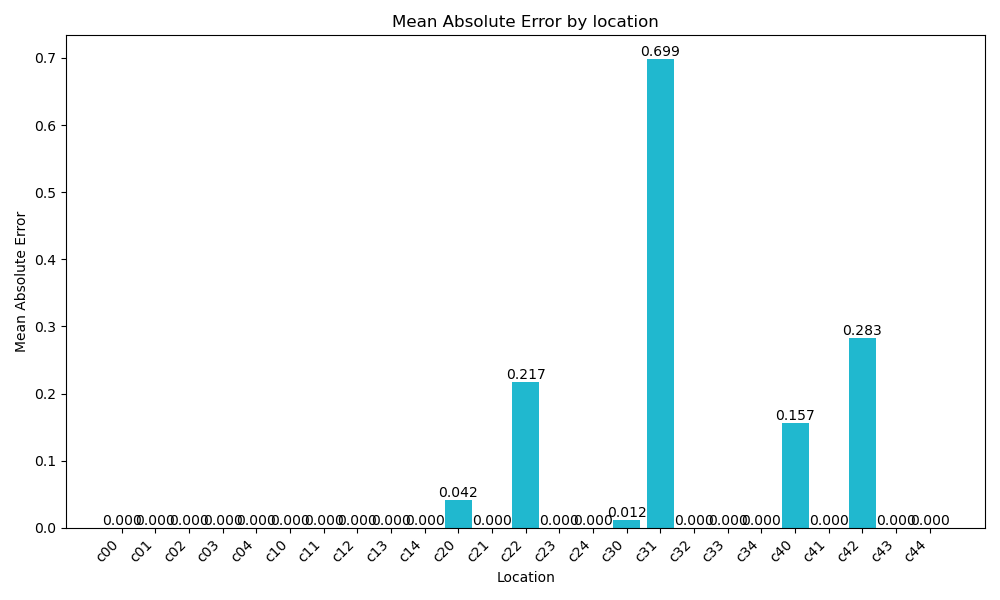 Mean Absolute Error by location
Mean Absolute Error
0.7
0.6
0.5
0.4
0.3
0.2
0.1
0.0
0.000 0.000 0.000 0.000 0.000 0.000 0.000 0.000 0.000 0.000 0.042 0.000 0.217 0.000 0.000 0.012 0.699 0.000 0.000 0.000 0.157 0.000 0.283 0.000 0.000
c00 c01 c02 c03 c04 c10 c11 c12 c13 c14 c20 c21 c22 c23 c24 c30 c31 c32 c33 c34 c40 c41 c42 c43 c44
Location